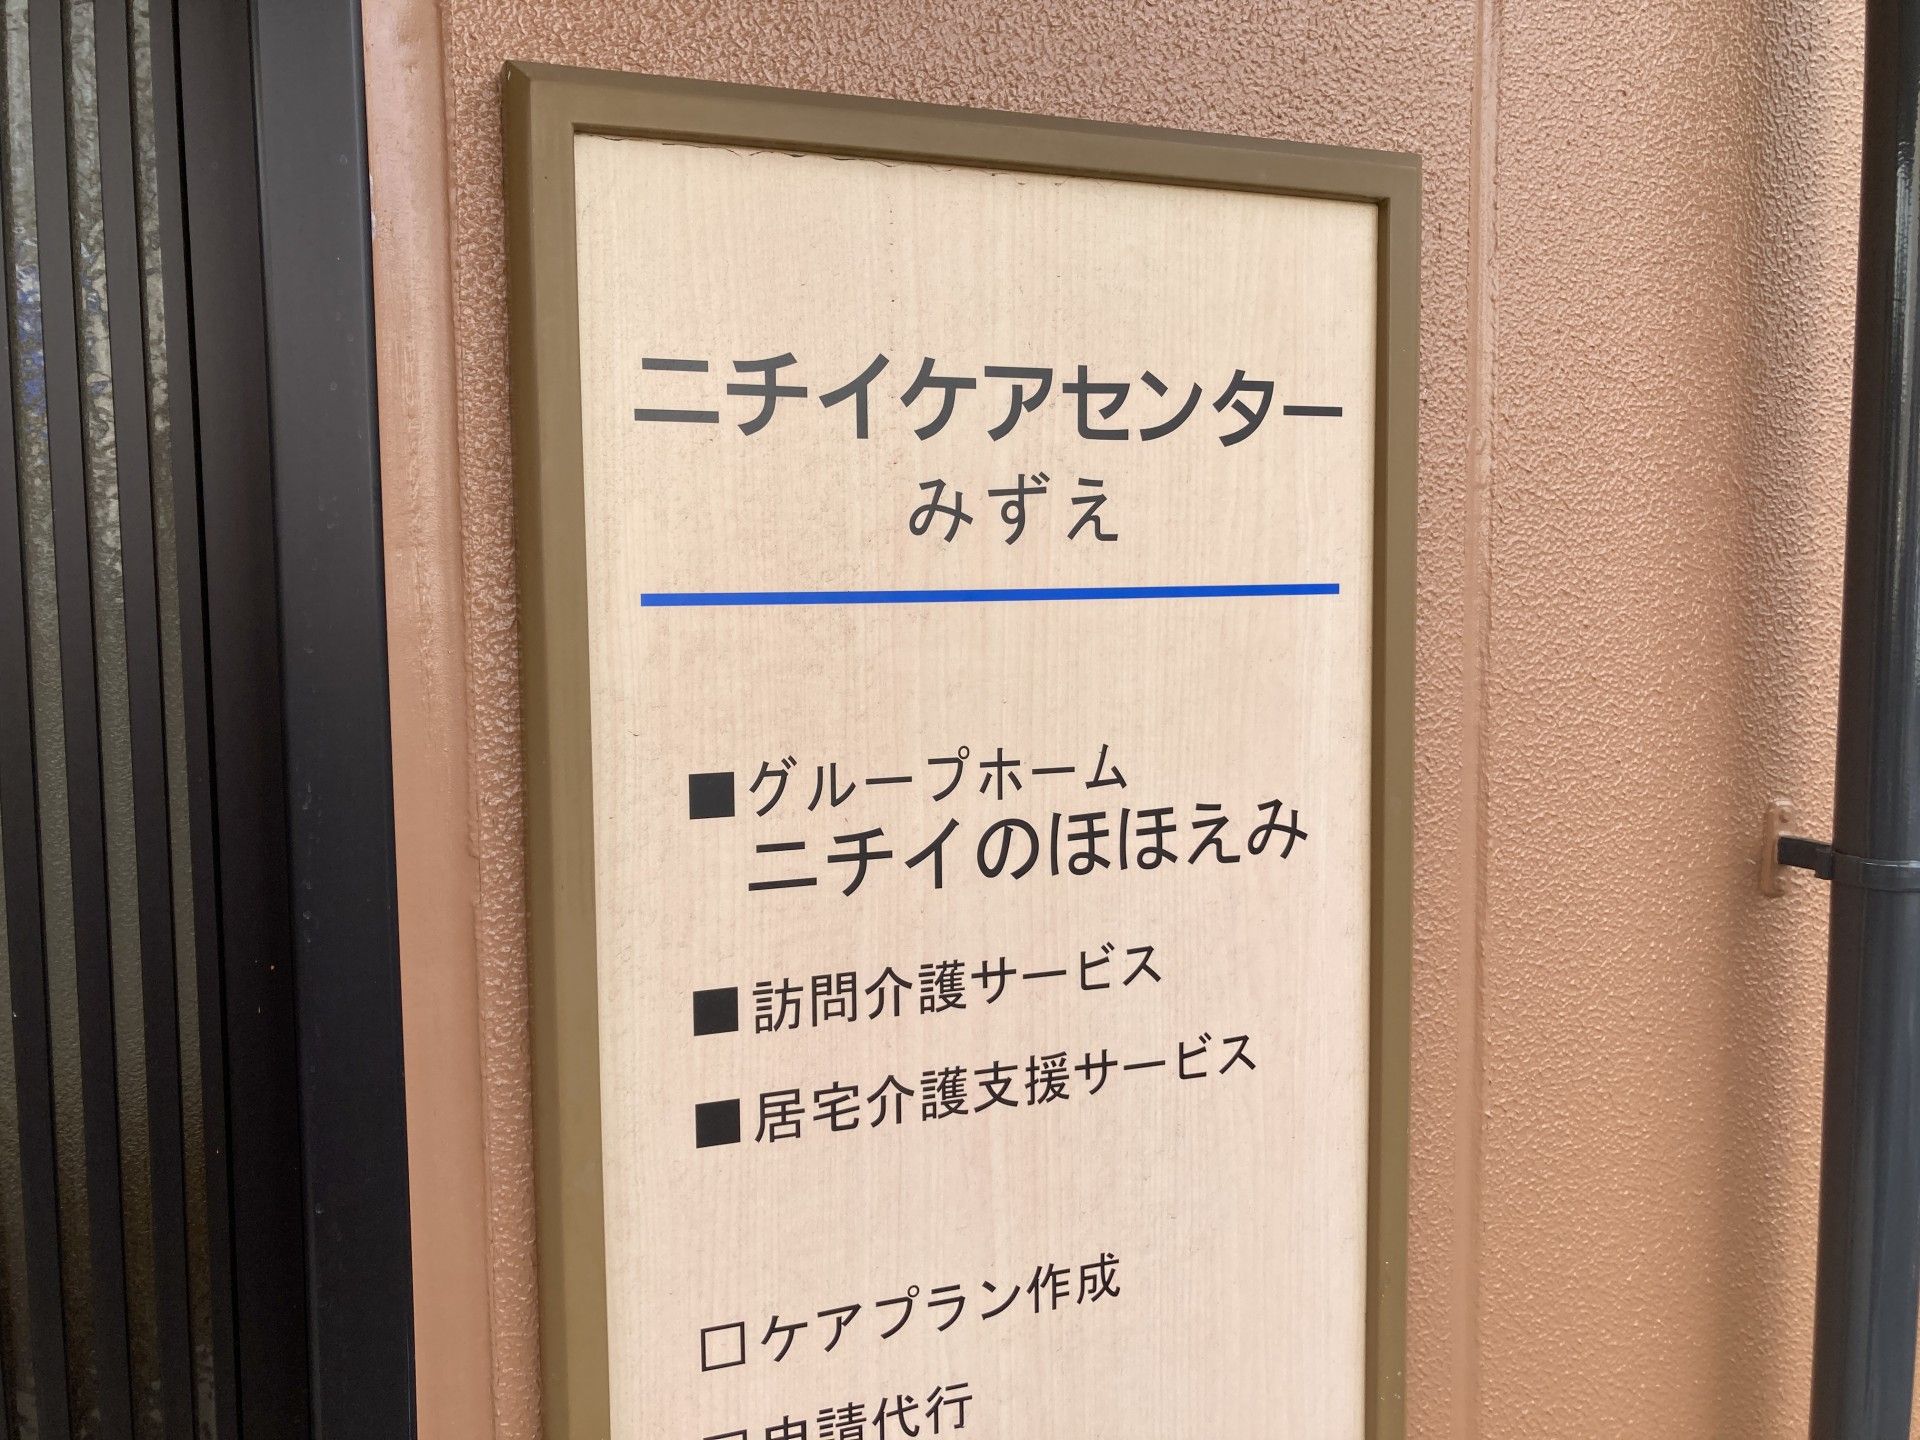 ニチイケアセンター
みずえ
■グループホーム
ニチイのほほえみ
■訪問介護サービス
■居宅介護支援サービス
□ケアプラン作成
□申請代行